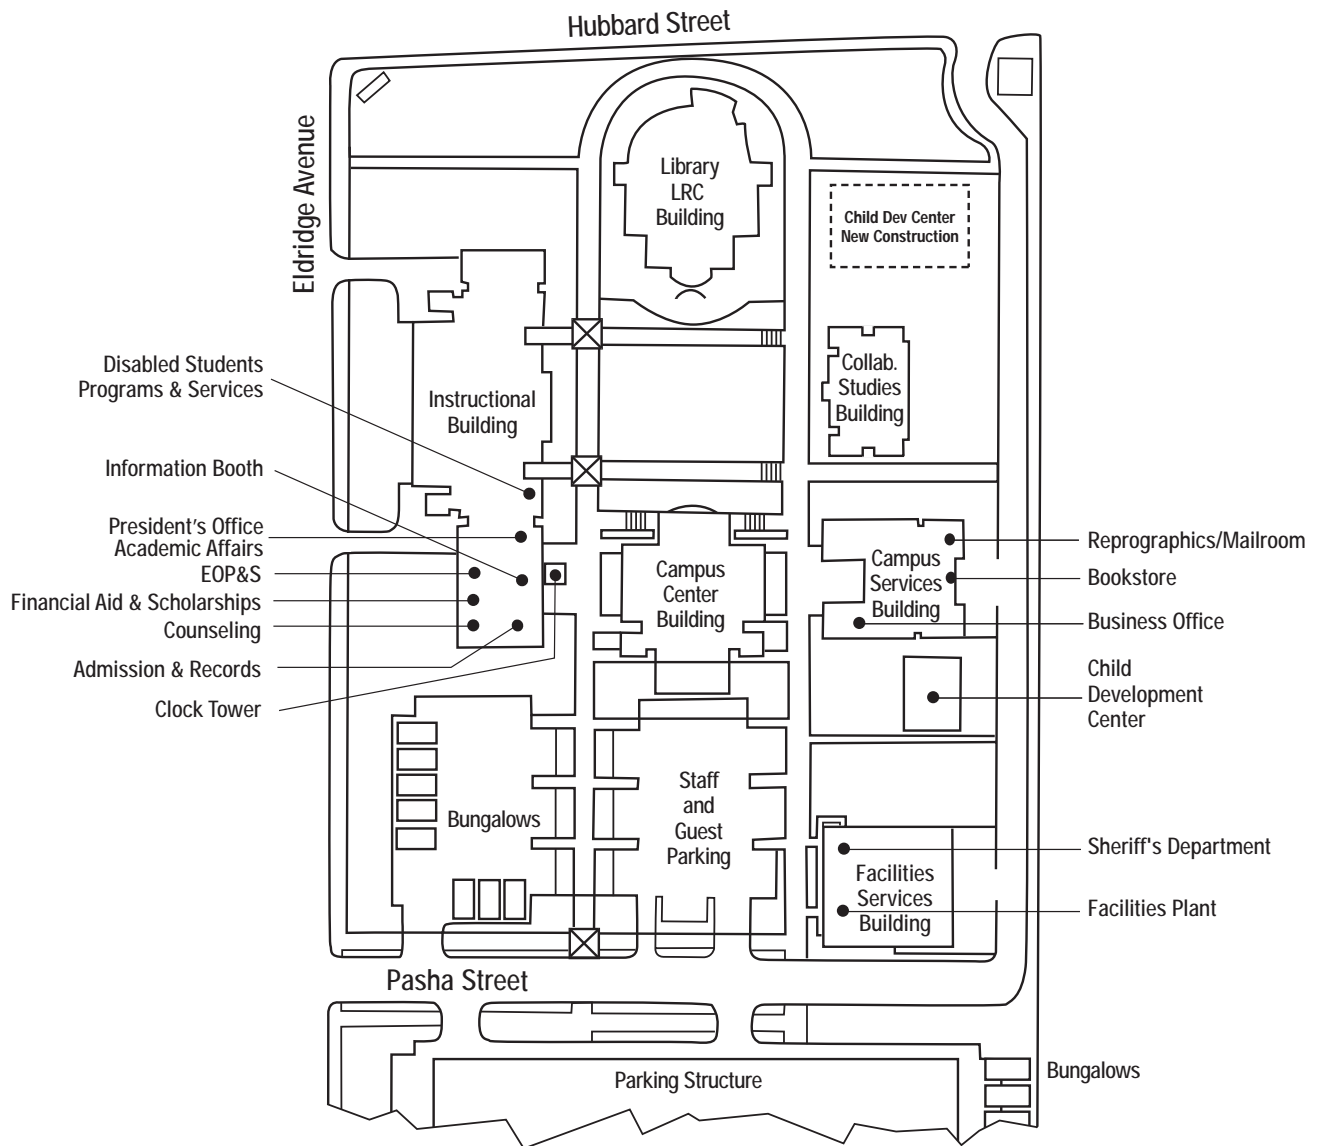 Hubbard Street
Eldridge Avenue
Library
LRC
Building
Child Dev Center
New Construction
Disabled Students
Programs & Services
Instructional
Building
Collab.
Studies
Building
Information Booth
President's Office
Academic Affairs
EOP&S
Financial Aid & Scholarships
Counseling
Admission & Records
Clock Tower
Campus
Center
Building
Campus
Services
Building
Reprographics/Mailroom
Bookstore
Business Office
Child
Development
Center
Bungalows
Staff
and
Guest
Parking
Facilities
Services
Building
Sheriff's Department
Facilities Plant
Pasha Street
Parking Structure
Bungalows